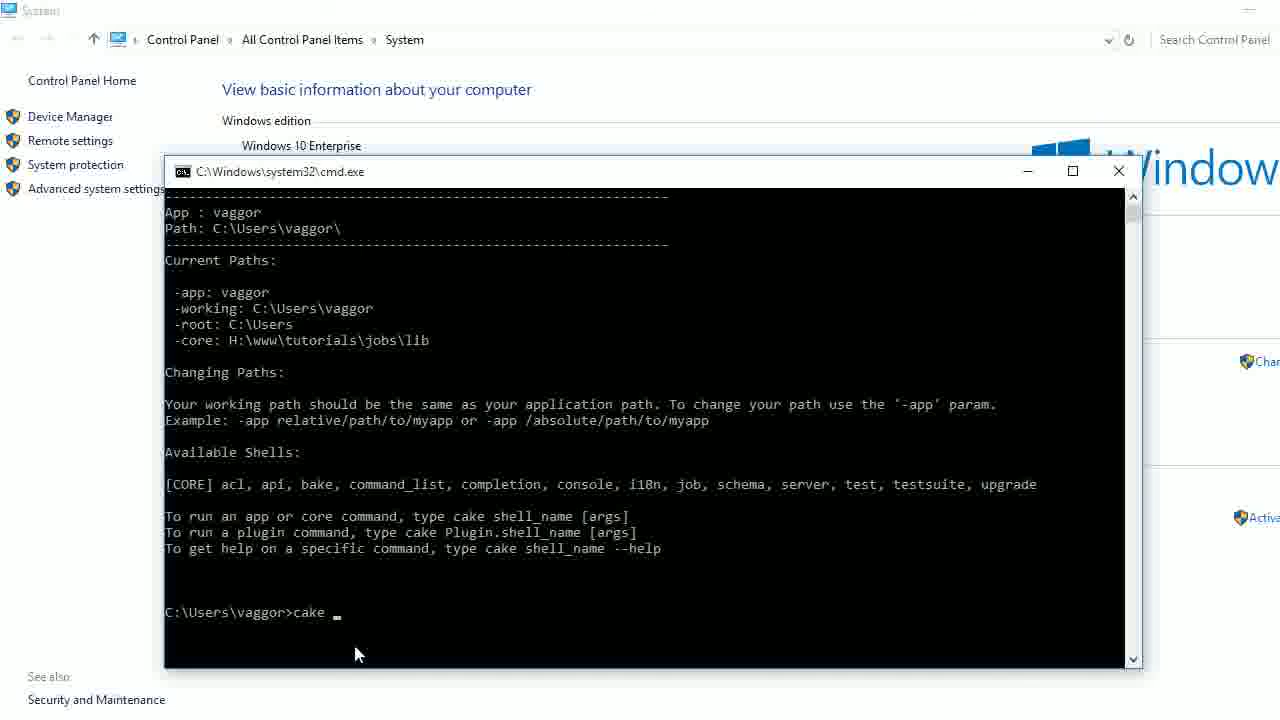 System
Control Panel › All Control Panel Items › System
Search Control Panel
Control Panel Home
Device Manager
Remote settings
System protection
Advanced system settings
View basic information about your computer
Windows edition
Windows 10 Enterprise
Window
C:\Windows\system32\cmd.exe
---------------------------------------------------------------
App : vaggor
Path: C:\Users\vaggor\
---------------------------------------------------------------
Current Paths:
-app: vaggor
-working: C:\Users\vaggor
-root: C:\Users
-core: H:\www\tutorials\jobs\lib
Changing Paths:
Your working path should be the same as your application path. To change your path use the '-app' param.
Example: -app relative/path/to/myapp or -app /absolute/path/to/myapp
Available Shells:
[CORE] acl, api, bake, command_list, completion, console, i18n, job, schema, server, test, testsuite, upgrade
To run an app or core command, type cake shell_name [args]
To run a plugin command, type cake Plugin.shell_name [args]
To get help on a specific command, type cake shell_name --help
C:\Users\vaggor>cake _
Chan
Activa
See also:
Security and Maintenance